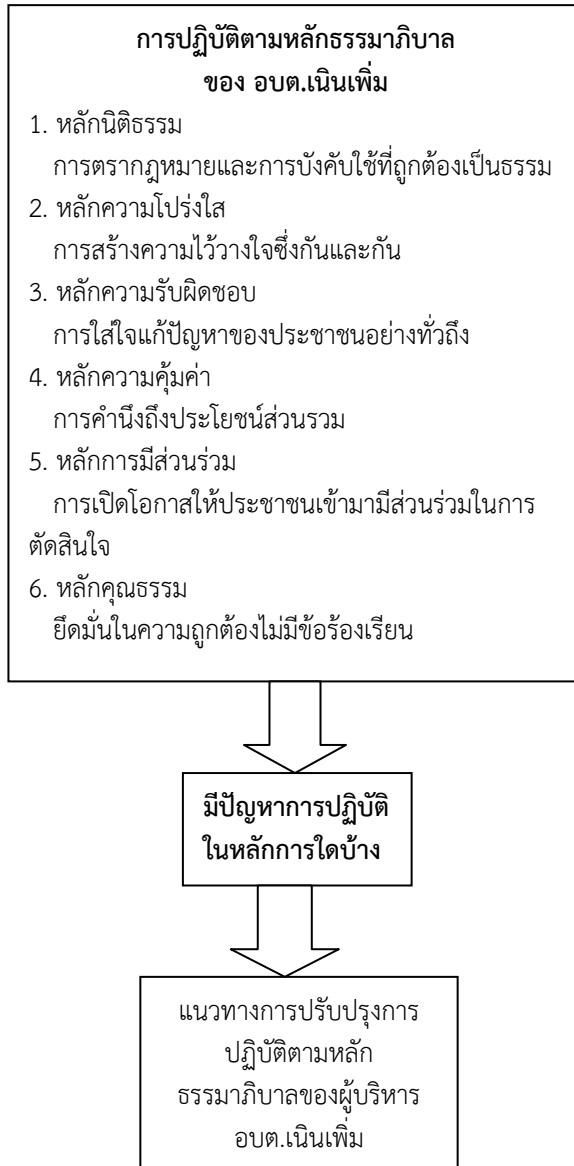 การปฏิบัติตามหลักธรรมาภิบาล
ของ อบต.เนินเพิ่ม
1. หลักนิติธรรม
การตรากฎหมายและการบังคับใช้ที่ถูกต้องเป็นธรรม
2. หลักความโปร่งใส
การสร้างความไว้วางใจซึ่งกันและกัน
3. หลักความรับผิดชอบ
การใส่ใจแก้ปัญหาของประชาชนอย่างทั่วถึง
4. หลักความคุ้มค่า
การคำนึงถึงประโยชน์ส่วนรวม
5. หลักการมีส่วนร่วม
การเปิดโอกาสให้ประชาชนเข้ามามีส่วนร่วมในการ
ตัดสินใจ
6. หลักคุณธรรม
ยึดมั่นในความถูกต้องไม่มีข้อร้องเรียน
มีปัญหาการปฏิบัติ
ในหลักการใดบ้าง
แนวทางการปรับปรุงการ
ปฏิบัติตามหลัก
ธรรมาภิบาลของผู้บริหาร
อบต.เนินเพิ่ม